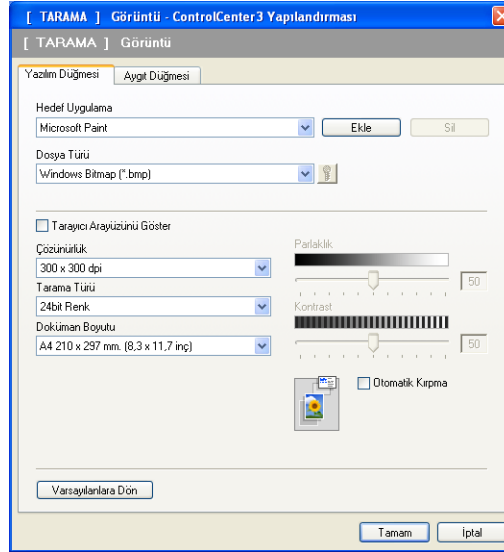 [ TARAMA ] Görüntü - ControlCenter3 Yapılandırması
[ TARAMA ] Görüntü
Yazılım Düğmesi Aygıt Düğmesi
Hedef Uygulama
Microsoft Paint Ekle Sil
Dosya Türü
Windows Bitmap (*.bmp)
Tarayıcı Arayüzünü Göster
Çözünürlük Parlaklık
300 x 300 dpi 50
Tarama Türü
24bit Renk Kontrast
Doküman Boyutu
A4 210 x 297 mm. (8,3 x 11,7 inç) 50
Otomatik Kırpma
Varsayılanlara Dön
Tamam İptal